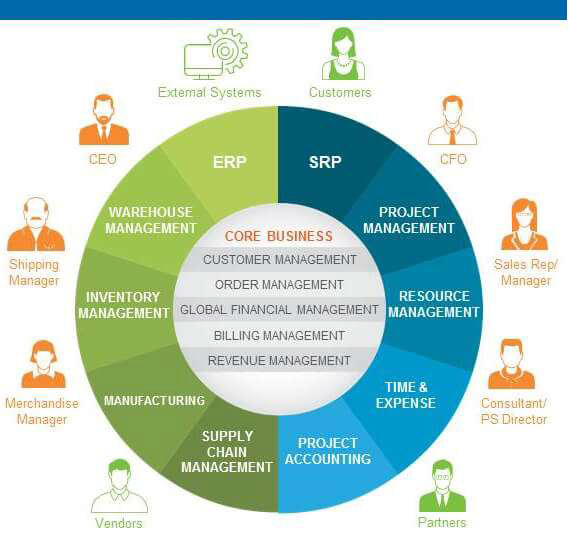 External Systems
Customers
CEO
CFO
ERP
SRP
WAREHOUSE
MANAGEMENT
PROJECT
MANAGEMENT
Shipping
Manager
Sales Rep/
Manager
CORE BUSINESS
CUSTOMER MANAGEMENT
ORDER MANAGEMENT
GLOBAL FINANCIAL MANAGEMENT
BILLING MANAGEMENT
REVENUE MANAGEMENT
INVENTORY
MANAGEMENT
RESOURCE
MANAGEMENT
Merchandise
Manager
MANUFACTURING
TIME &
EXPENSE
Consultant/
PS Director
SUPPLY
CHAIN
MANAGEMENT
PROJECT
ACCOUNTING
Vendors
Partners